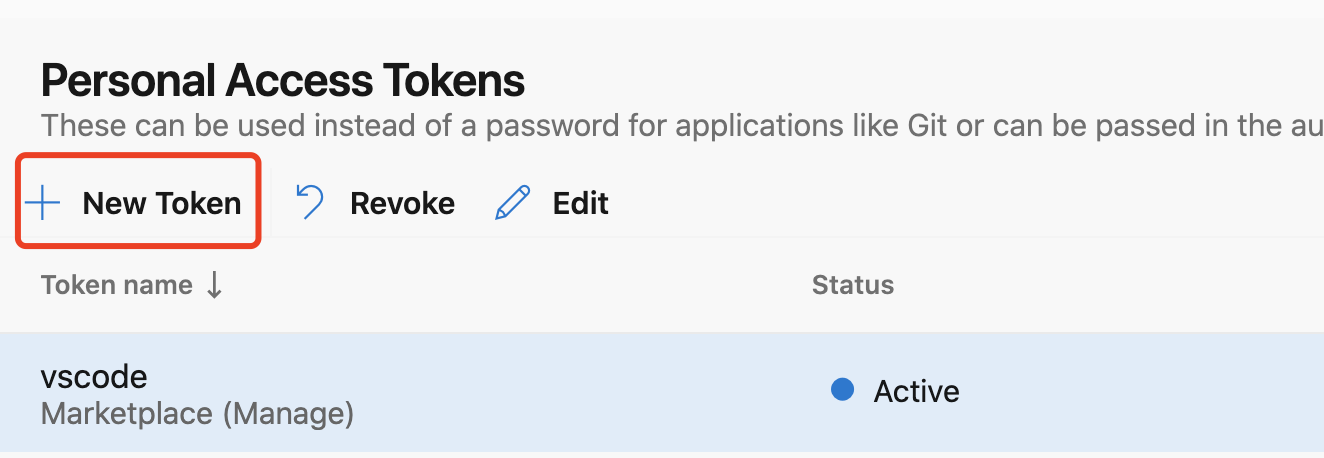 Personal Access Tokens
These can be used instead of a password for applications like Git or can be passed in the au
New Token Revoke Edit
Token name ↓ Status
vscode
Active
Marketplace (Manage)